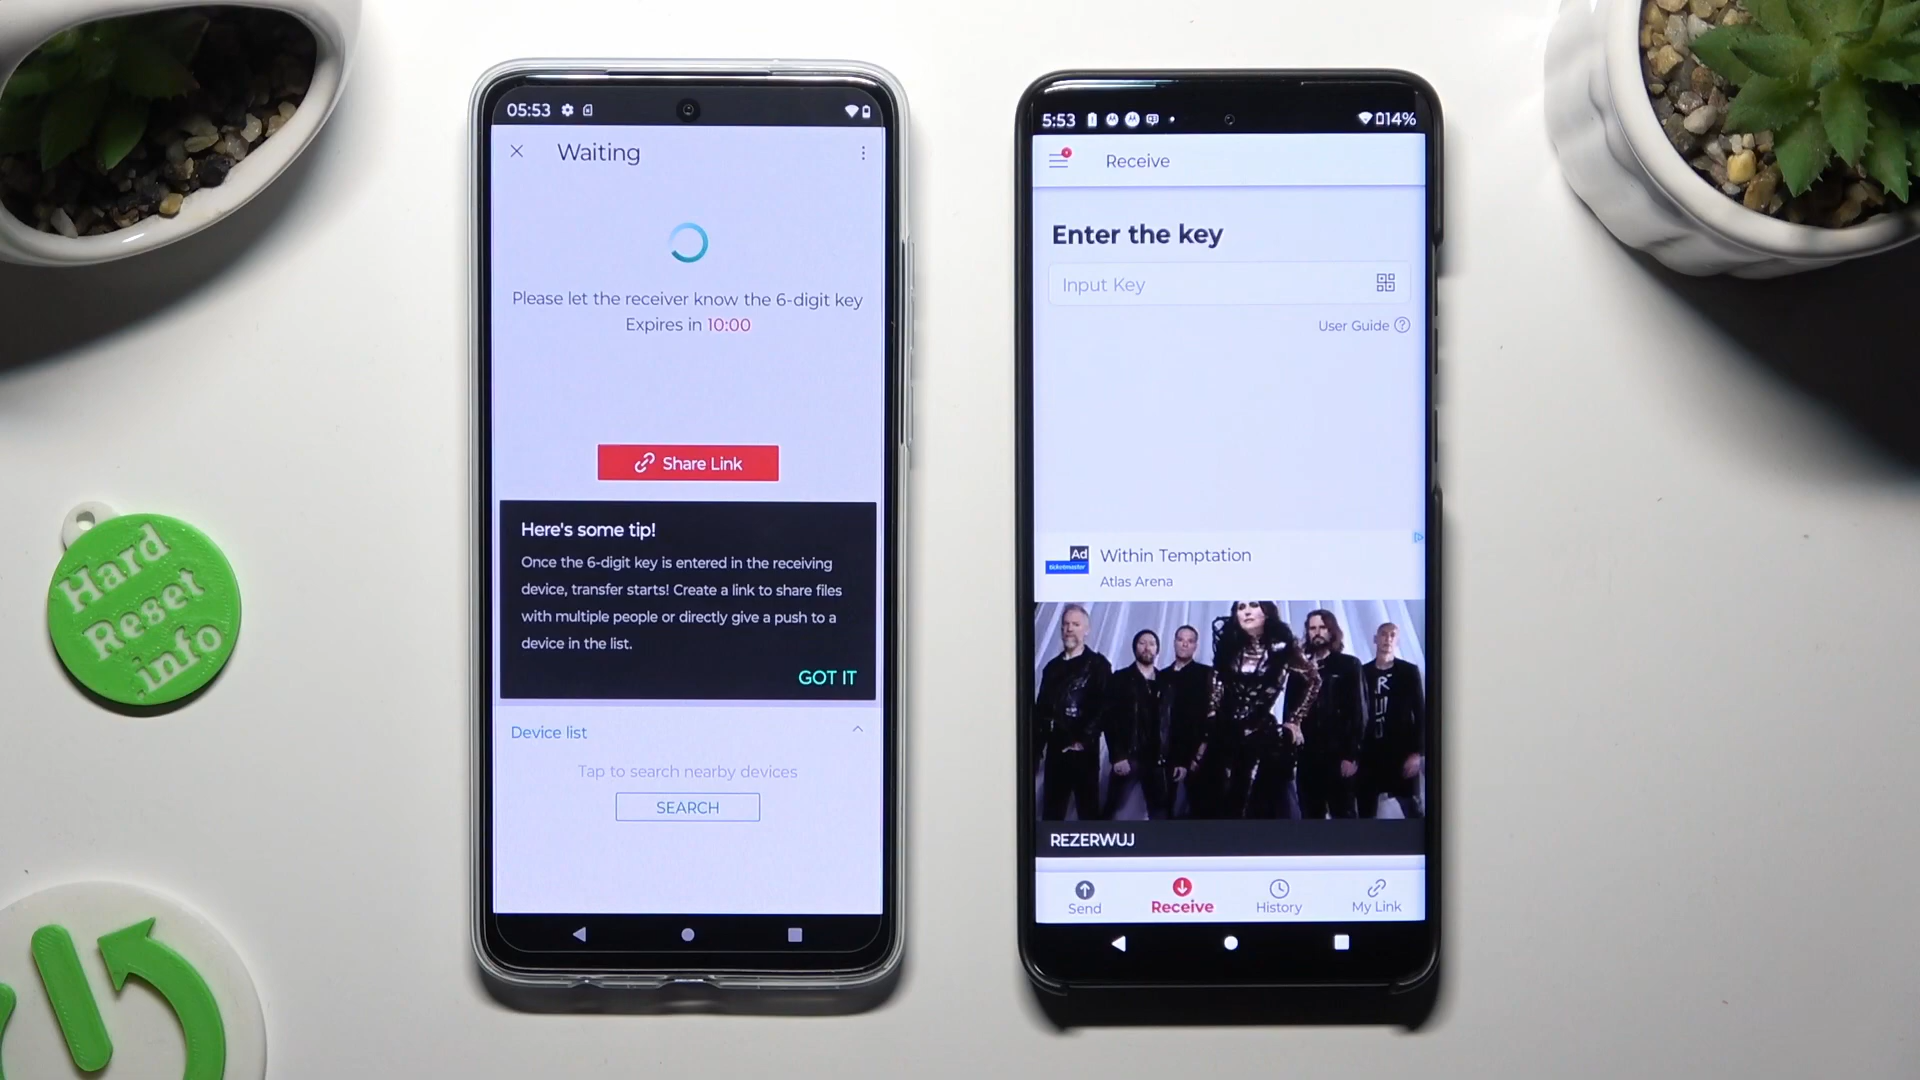 05:53
Waiting
Please let the receiver know the 6-digit key
Expires in 10:00
Share Link
Here's some tip!
Once the 6-digit key is entered in the receiving
device, transfer starts! Create a link to share files
with multiple people or directly give a push to a
device in the list.
GOT IT
Device list
Tap to search nearby devices
SEARCH
5:53
14%
Receive
Enter the key
Input Key
User Guide ?
Ad
ticketmaster
Within Temptation
Atlas Arena
REZERWUJ
Send
Receive
History
My Link
Hard
Reset
.info